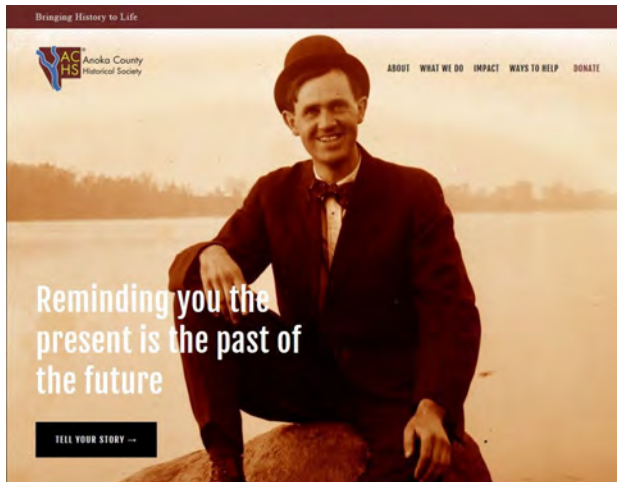 Bringing History to Life
AC
HS
Anoka County
Historical Society
ABOUT WHAT WE DO IMPACT WAYS TO HELP DONATE
Reminding you the
present is the past of
the future
TELL YOUR STORY →